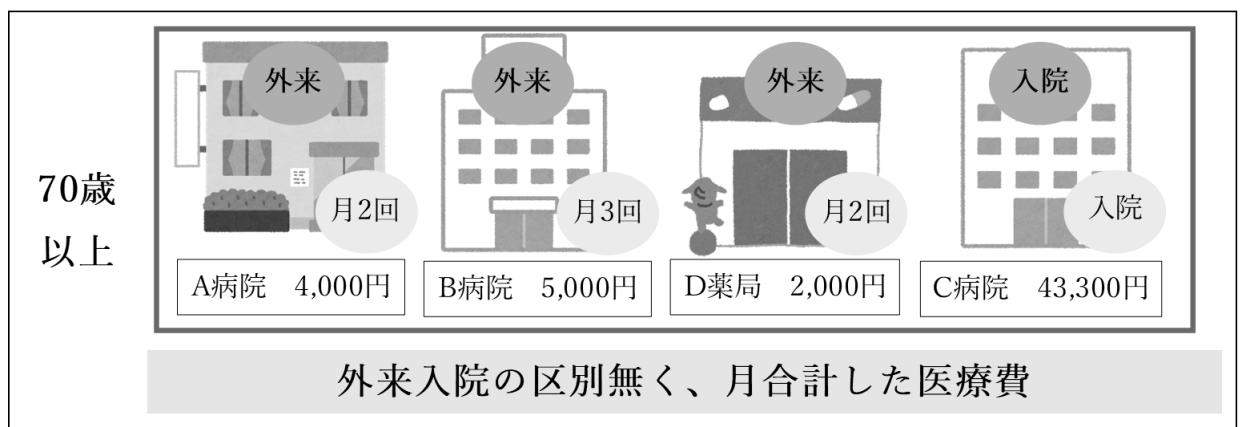 70歳
以上
外来
月2回
A病院 4,000円
外来
月3回
B病院 5,000円
外来
月2回
D薬局 2,000円
入院
入院
C病院 43,300円
外来入院の区別無く、月合計した医療費